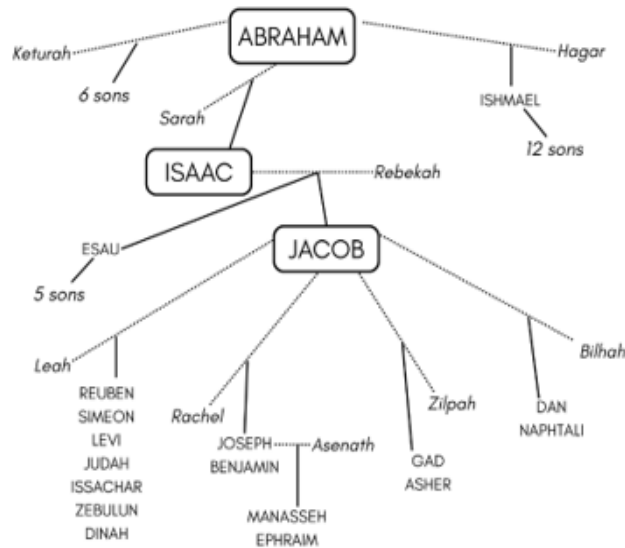 ABRAHAM
Keturah
Hagar
6 sons
ISHMAEL
Sarah
12 sons
ISAAC
Rebekah
ESAU
JACOB
5 sons
Leah
Bilhah
REUBEN
SIMEON
LEVI
JUDAH
ISSACHAR
ZEBULUN
DINAH
Rachel
JOSEPH
BENJAMIN
Asenath
MANASSEH
EPHRAIM
Zilpah
GAD
ASHER
DAN
NAPHTALI